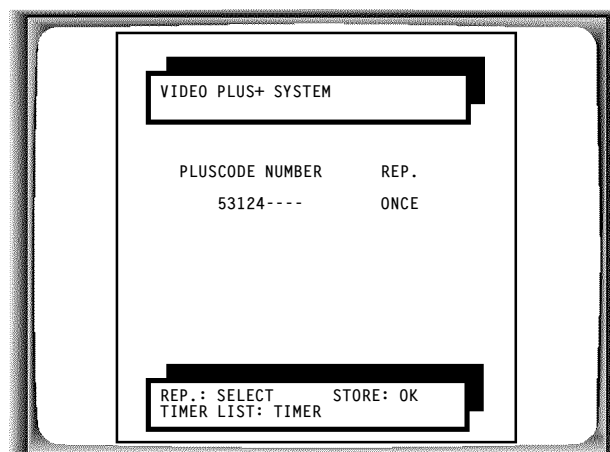 VIDEO PLUS+ SYSTEM
PLUSCODE NUMBER REP.
53124---- ONCE
REP.: SELECT STORE: OK
TIMER LIST: TIMER